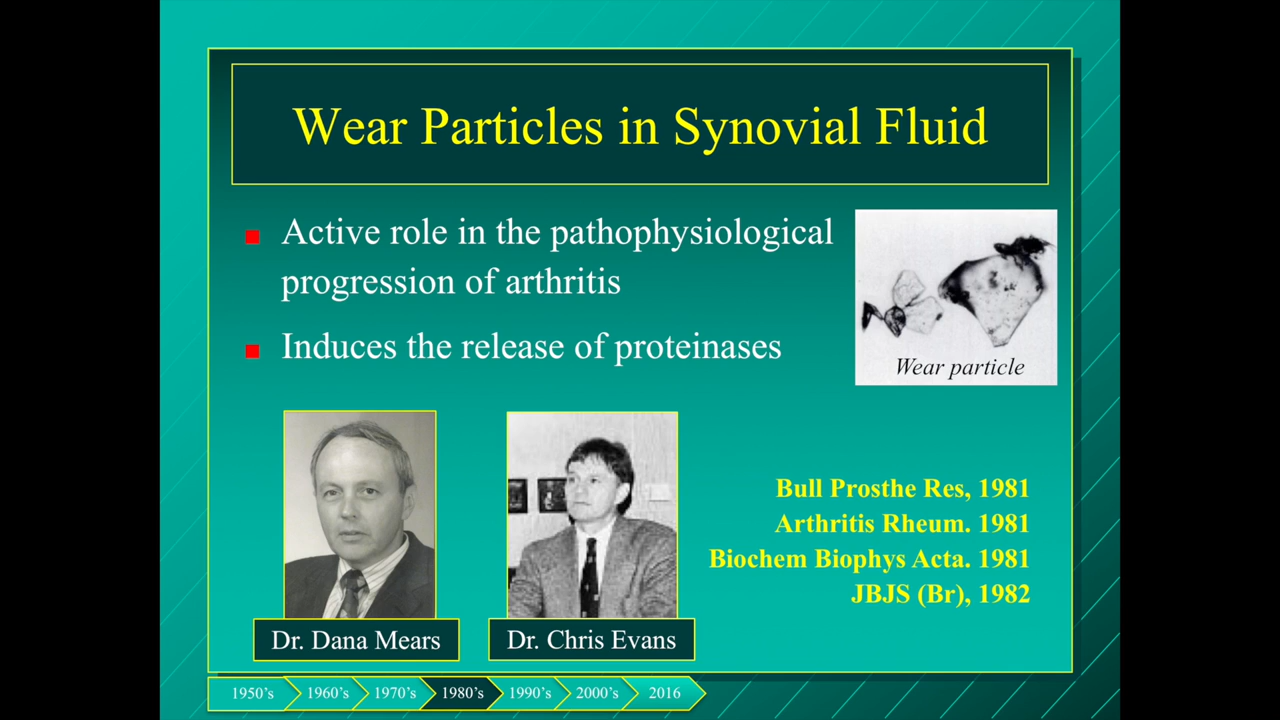 Wear Particles in Synovial Fluid
Active role in the pathophysiological
progression of arthritis
Induces the release of proteinases
Wear particle
Bull Prosthe Res, 1981
Arthritis Rheum. 1981
Biochem Biophys Acta. 1981
JBJS (Br), 1982
Dr. Dana Mears
Dr. Chris Evans
1950's
1960's
1970's
1980's
1990's
2000's
2016